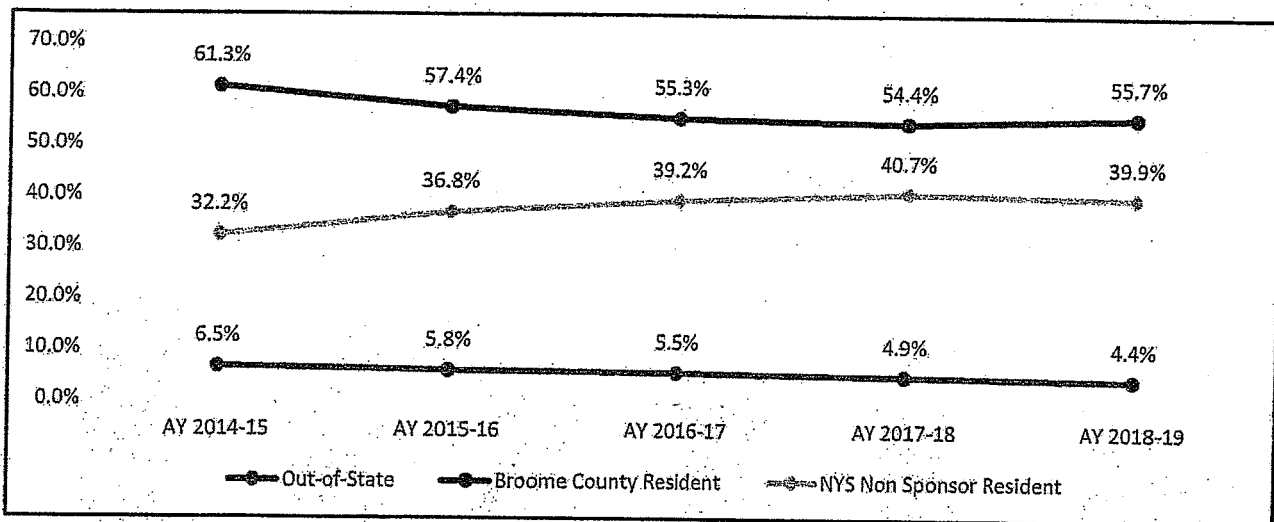 70.0%
61.3% 57.4% 55.3% 54.4% 55.7%
60.0%
50.0%
40.0%
32.2% 36.8% 39.2% 40.7% 39.9%
30.0%
20.0%
10.0%
6.5% 5.8% 5.5% 4.9% 4.4%
0.0%
AY 2014-15 AY 2015-16 AY 2016-17 AY 2017-18 AY 2018-19
Out-of-State Broome County Resident NYS Non Sponsor Resident